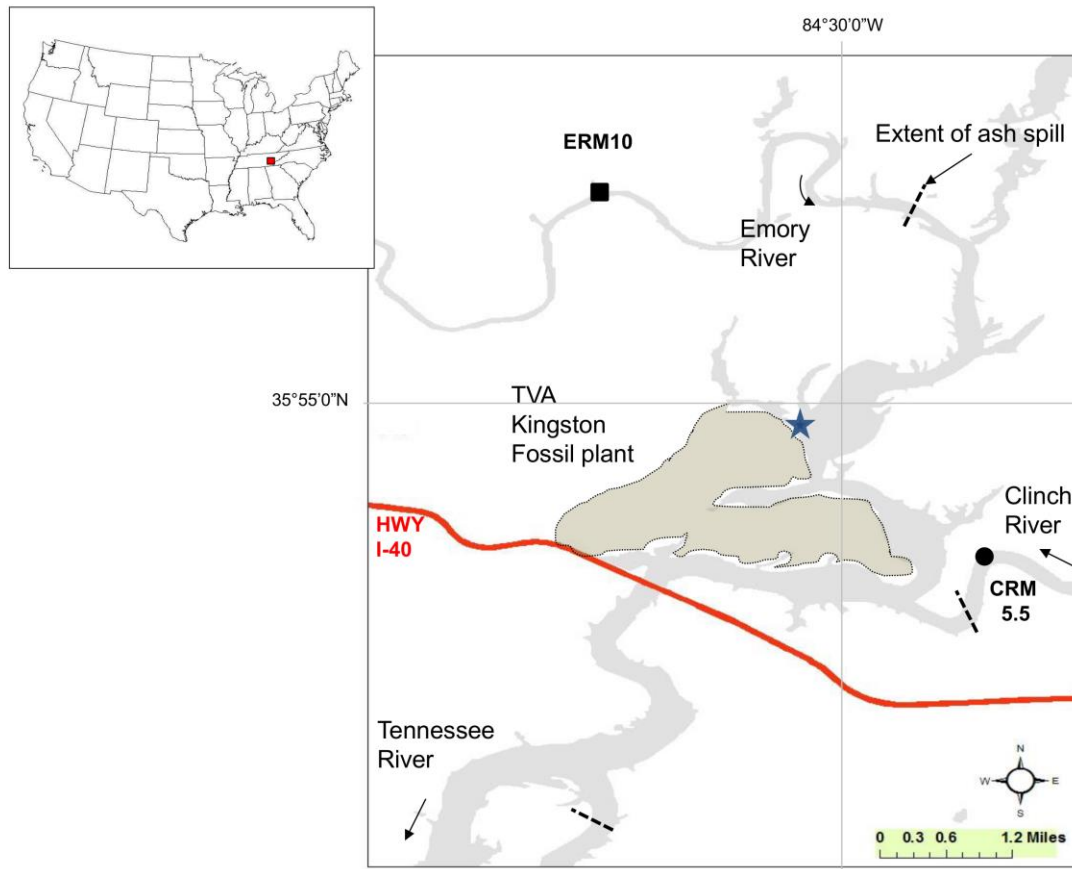 84°30'0"W
ERM10
Extent of ash spill
Emory
River
35°55'0"N
TVA
Kingston
Fossil plant
Clinch
River
HWY
I-40
CRM
5.5
Tennessee
River
N
W E
S
0 0.3 0.6 1.2 Miles